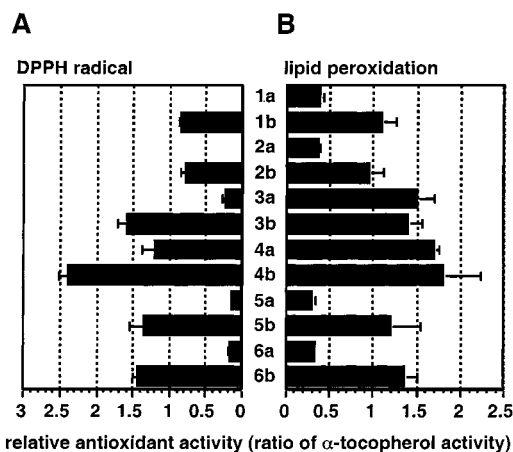 A B
DPPH radical lipid peroxidation
1a
1b
2a
2b
3a
3b
4a
4b
5a
5b
6a
6b
3 2.5 2 1.5 1 0.5 0 0 0.5 1 1.5 2 2.5
relative antioxidant activity (ratio of α-tocopherol activity)